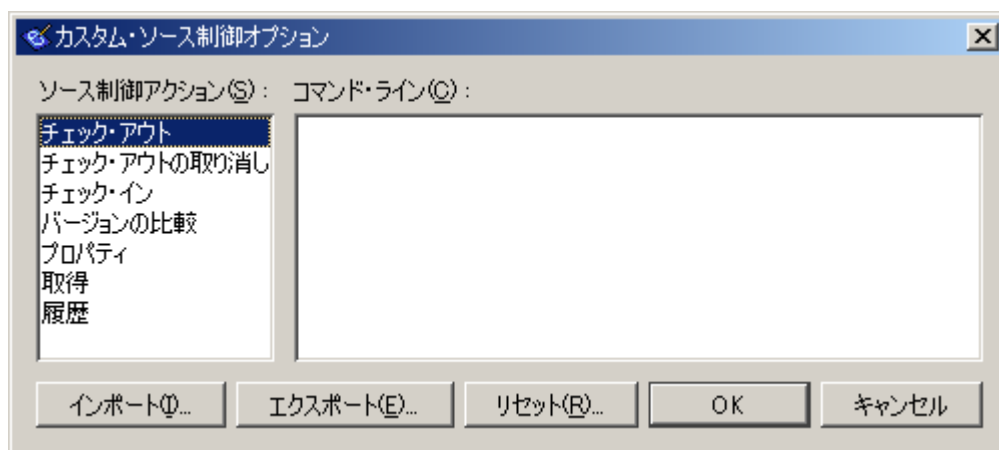 カスタム・ソース制御オプション
ソース制御アクション(S):
コマンド・ライン(C):
チェック・アウト
チェック・アウトの取り消し
チェック・イン
バージョンの比較
プロパティ
取得
履歴
インポート(I)...
エクスポート(E)...
リセット(R)...
OK
キャンセル